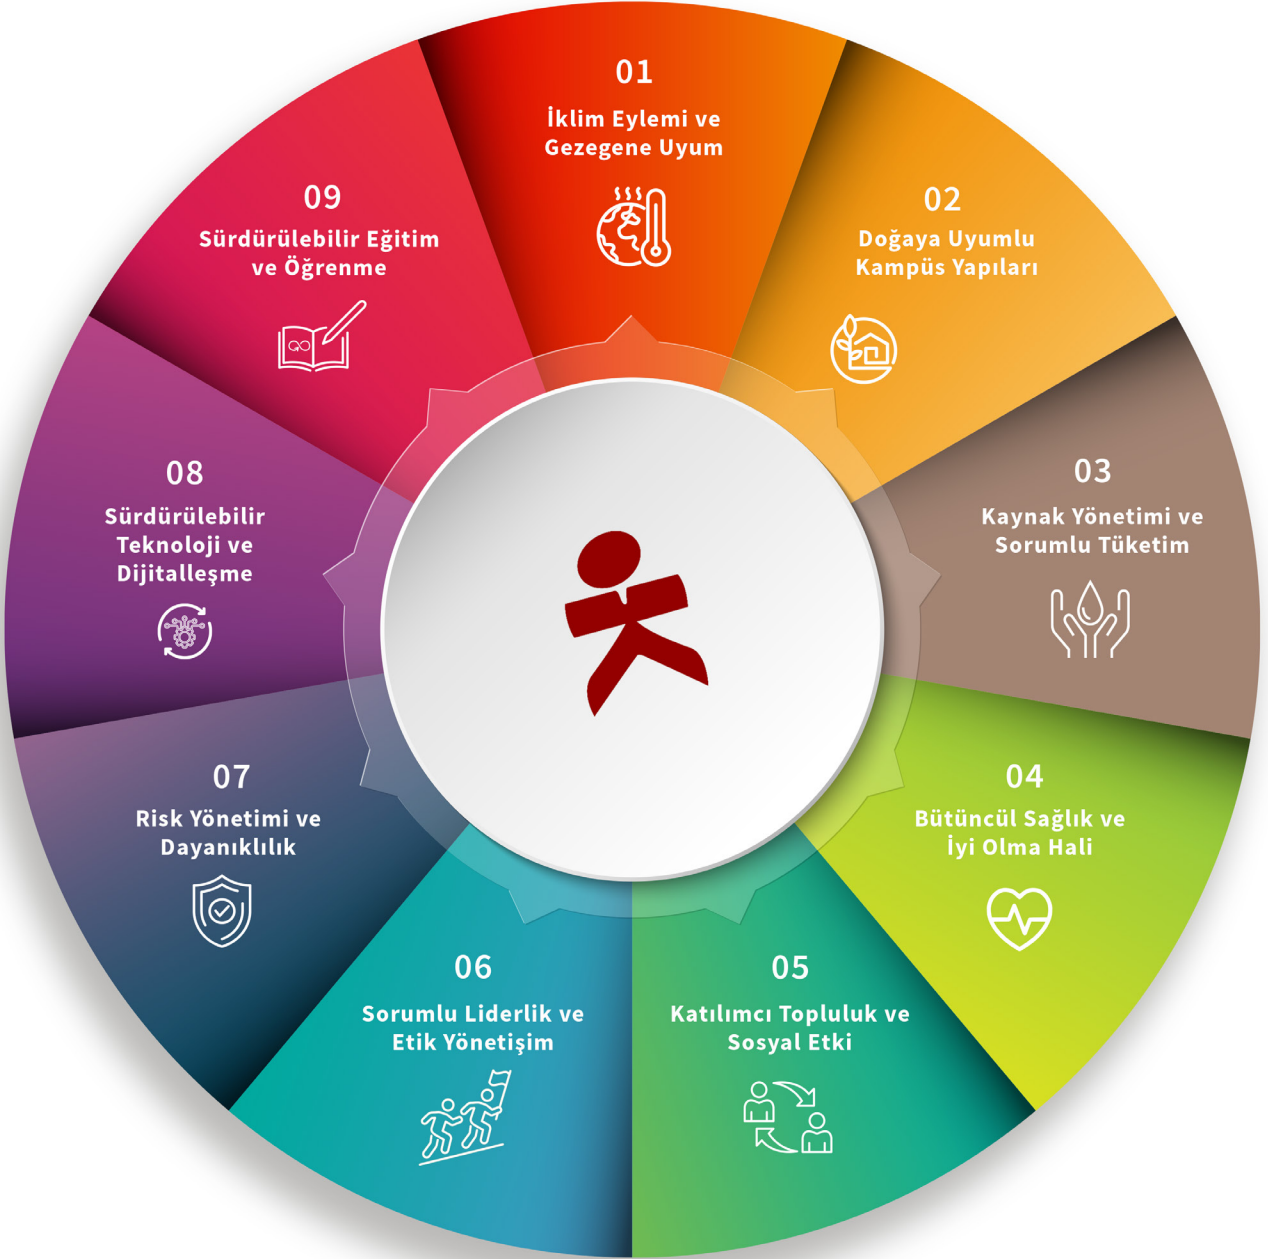 01
İklim Eylemi ve
Gezegene Uyum
02
Doğaya Uyumlu
Kampüs Yapıları
03
Kaynak Yönetimi ve
Sorumlu Tüketim
04
Bütüncül Sağlık ve
İyi Olma Hali
05
Katılımcı Topluluk ve
Sosyal Etki
06
Sorumlu Liderlik ve
Etik Yönetişim
07
Risk Yönetimi ve
Dayanıklılık
08
Sürdürülebilir
Teknoloji ve
Dijitalleşme
09
Sürdürülebilir Eğitim
ve Öğrenme